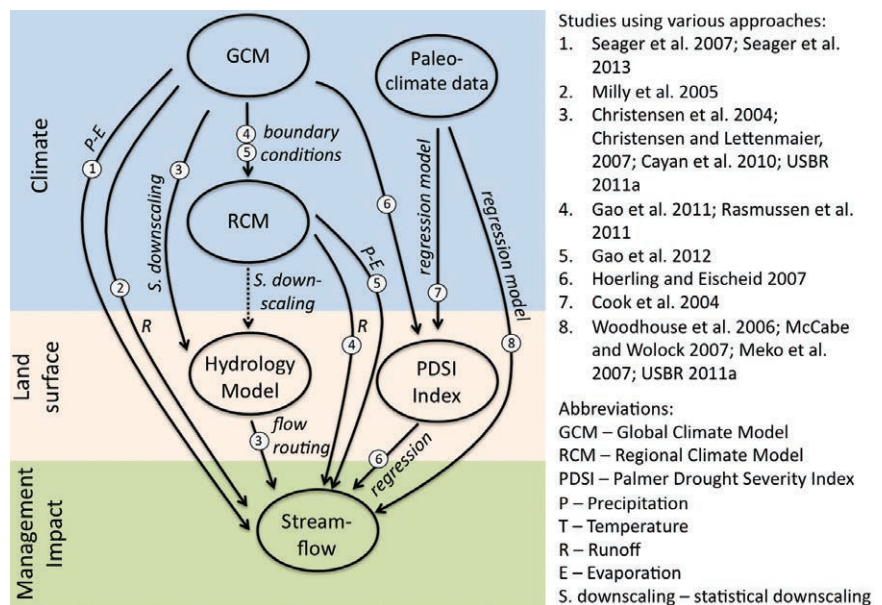 Climate
Land
surface
Management
Impact
GCM
Paleo-
climate data
P-E
1
2
R
3
S. downscaling
4
5
boundary
conditions
6
regression model
7
regression model
8
RCM
P-E
5
R
4
S. down-
scaling
Hydrology
Model
PDSI
Index
3
flow
routing
6
regression
Stream-
flow
Studies using various approaches:
1. Seager et al. 2007; Seager et al.
2013
2. Milly et al. 2005
3. Christensen et al. 2004;
Christensen and Lettenmaier,
2007; Cayan et al. 2010; USBR
2011a
4. Gao et al. 2011; Rasmussen et al.
2011
5. Gao et al. 2012
6. Hoerling and Eischeid 2007
7. Cook et al. 2004
8. Woodhouse et al. 2006; McCabe
and Wolock 2007; Meko et al.
2007; USBR 2011a
Abbreviations:
GCM – Global Climate Model
RCM – Regional Climate Model
PDSI – Palmer Drought Severity Index
P – Precipitation
T – Temperature
R – Runoff
E – Evaporation
S. downscaling – statistical downscaling